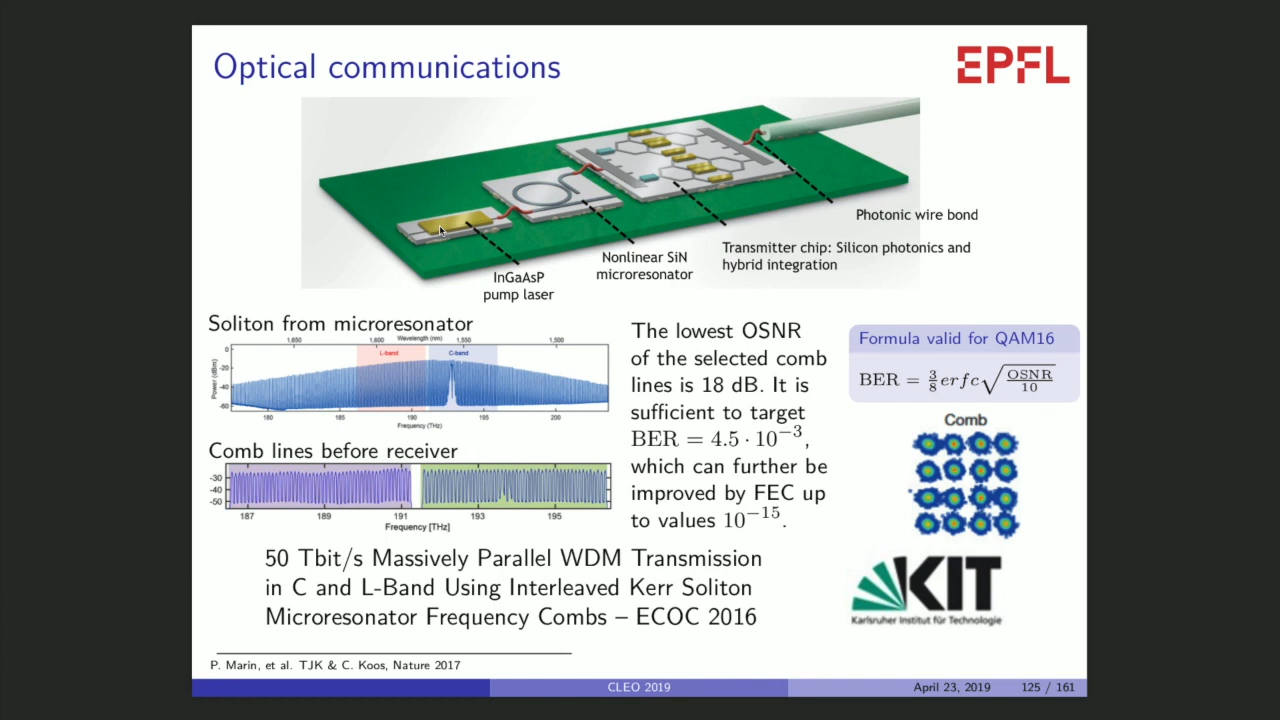 Optical communications
EPFL
Photonic wire bond
Transmitter chip: Silicon photonics and
hybrid integration
Nonlinear SiN
microresonator
InGaAsP
pump laser
Soliton from microresonator
1,650 1,600 Wavelength (nm) 1,550 1,500
L-band C-band
Power (dBm)
0
-20
-40
-60
180 185 190 195 200
Frequency (THz)
Comb lines before receiver
-30
-40
-50
187 189 191 193 195
Frequency [THz]
The lowest OSNR
of the selected comb
lines is 18 dB. It is
sufficient to target
BER = 4.5 · 10⁻³,
which can further be
improved by FEC up
to values 10⁻¹⁵.
Formula valid for QAM16
BER = 3/8 erfc√(OSNR/10)
Comb
50 Tbit/s Massively Parallel WDM Transmission
in C and L-Band Using Interleaved Kerr Soliton
Microresonator Frequency Combs – ECOC 2016
KIT
Karlsruher Institut für Technologie
P. Marin, et al. TJK & C. Koos, Nature 2017
CLEO 2019 April 23, 2019 125 / 161